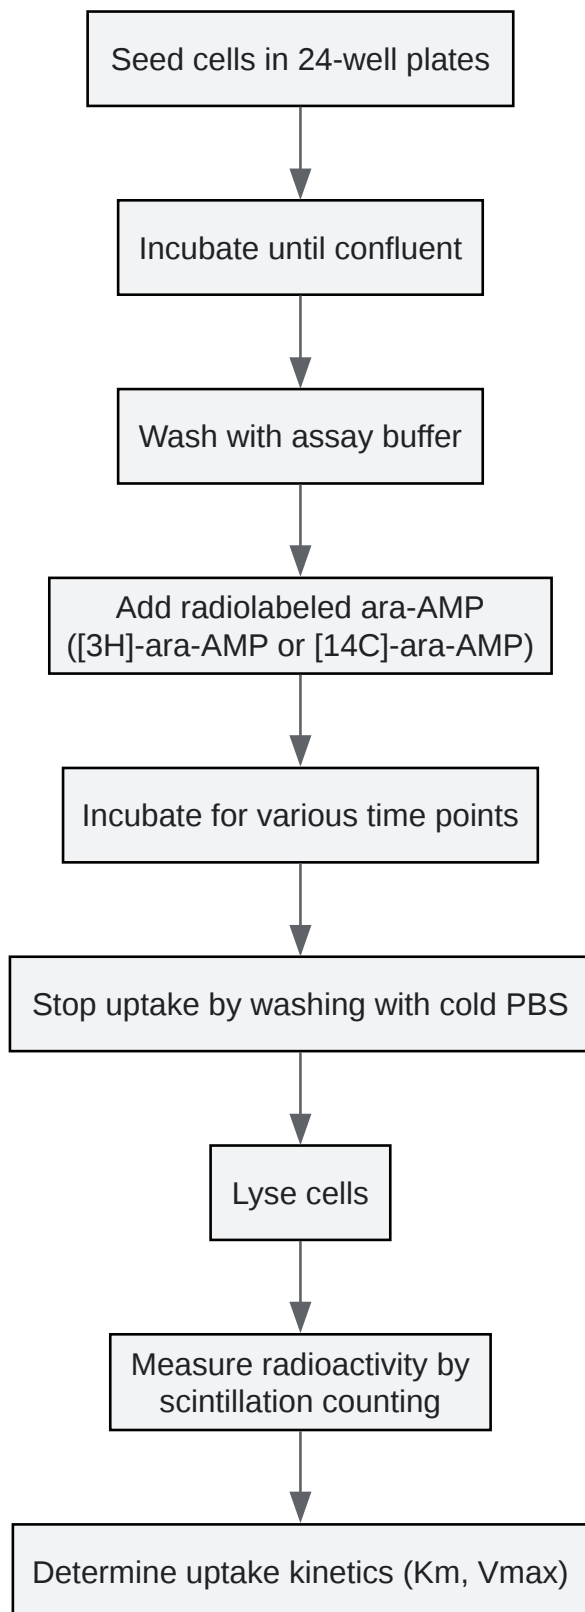 Seed cells in 24-well plates
Incubate until confluent
Wash with assay buffer
Add radiolabeled ara-AMP
([3H]-ara-AMP or [14C]-ara-AMP)
Incubate for various time points
Stop uptake by washing with cold PBS
Lyse cells
Measure radioactivity by
scintillation counting
Determine uptake kinetics (Km, Vmax)